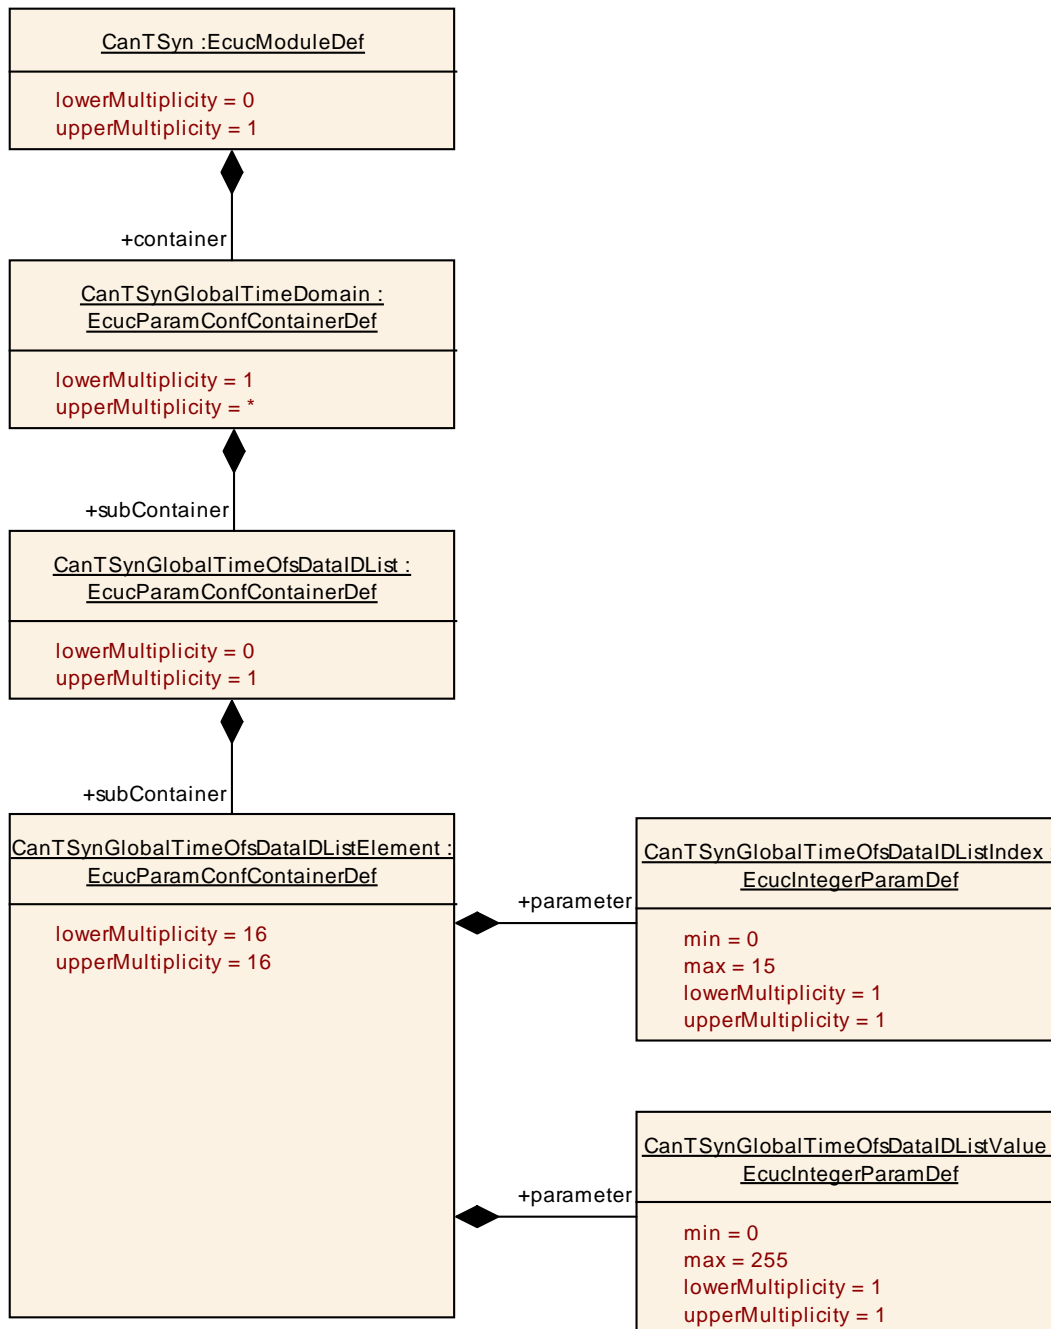 CanTSyn :EcucModuleDef
lowerMultiplicity = 0
upperMultiplicity = 1
+container
CanTSynGlobalTimeDomain :
EcucParamConfContainerDef
lowerMultiplicity = 1
upperMultiplicity = *
+subContainer
CanTSynGlobalTimeOfsDataIDList :
EcucParamConfContainerDef
lowerMultiplicity = 0
upperMultiplicity = 1
+subContainer
CanTSynGlobalTimeOfsDataIDListElement :
EcucParamConfContainerDef
lowerMultiplicity = 16
upperMultiplicity = 16
+parameter
CanTSynGlobalTimeOfsDataIDListIndex :
EcucIntegerParamDef
min = 0
max = 15
lowerMultiplicity = 1
upperMultiplicity = 1
+parameter
CanTSynGlobalTimeOfsDataIDListValue
EcucIntegerParamDef
min = 0
max = 255
lowerMultiplicity = 1
upperMultiplicity = 1